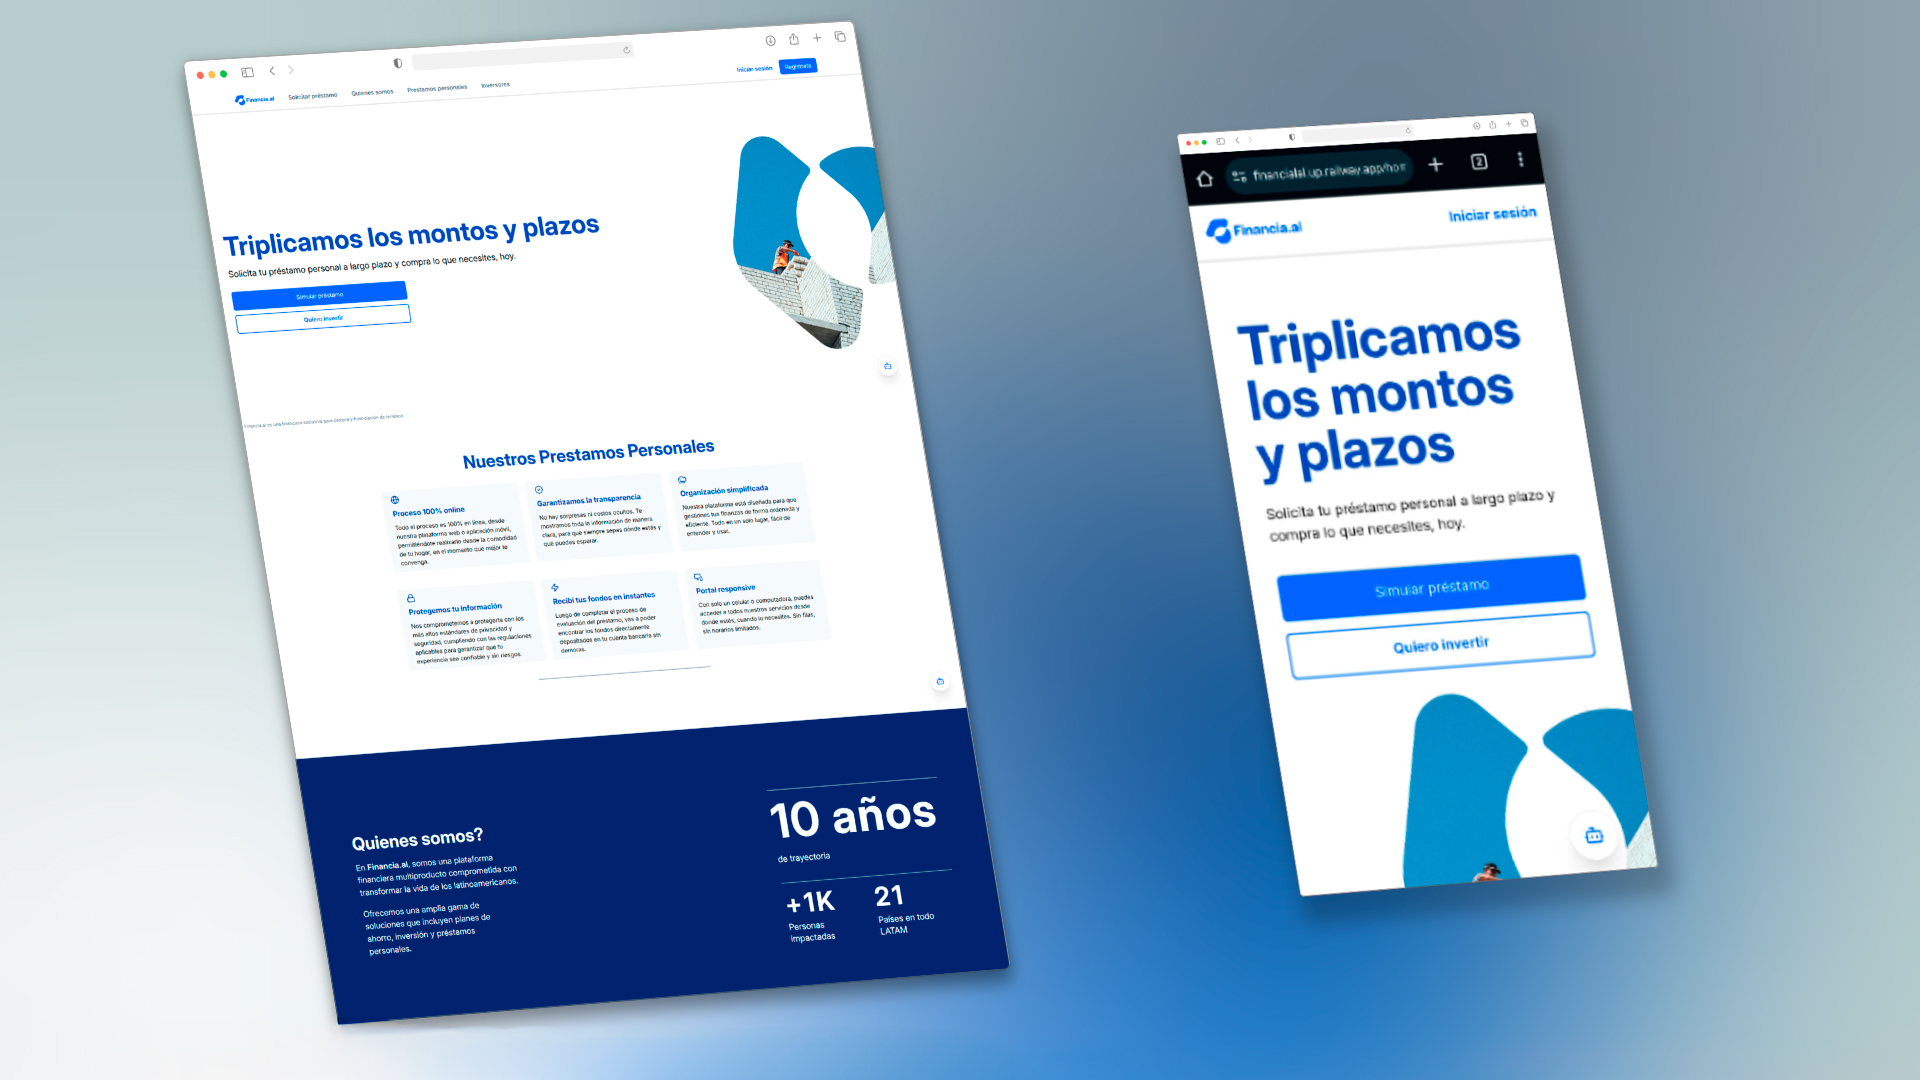 Financia.ai
Solicitar préstamo
Quienes somos
Prestamos personales
Inversores
Iniciar sesión
Registrate
Triplicamos los montos y plazos
Solicita tu préstamo personal a largo plazo y compra lo que necesites, hoy.
Simular préstamo
Quiero invertir
Financia.ai es una financiera exclusiva para compra y financiación de
Nuestros Prestamos Personales
Proceso 100% online
Todo el proceso es 100% en línea, desde
nuestra plataforma web o aplicación móvil,
permitiéndote realizarlo desde la comodidad
de tu hogar, en el momento que mejor te
convenga.
Garantizamos la transparencia
No hay sorpresas ni costos ocultos. Te
mostramos toda la información de manera
clara, para que siempre sepas dónde estás y
qué puedes esperar.
Organización simplificada
Nuestra plataforma está diseñada para que
gestiones tus finanzas de forma ordenada y
eficiente. Todo en un solo lugar, fácil de
entender y usar.
Protegemos tu información
Nos comprometemos a protegerte con los
más altos estándares de privacidad y
seguridad, cumpliendo con las regulaciones
aplicables para garantizar que tu
experiencia sea confiable y sin riesgos.
Recibí tus fondos en instantes
Luego de completar el proceso de
evaluación del préstamo, vas a poder
encontrar los fondos directamente
depositados en tu cuenta bancaria sin
demoras.
Portal responsive
Con solo un celular o computadora, puedes
acceder a todos nuestros servicios desde
donde estés, cuando lo necesites. Sin filas,
sin horarios limitados.
Quienes somos?
En Financia.ai, somos una plataforma
financiera multiproducto comprometida con
transformar la vida de los latinoamericanos.
Ofrecemos una amplia gama de
soluciones que incluyen planes de
ahorro, inversión y préstamos
personales.
10 años
de trayectoria
+1K
Personas
impactadas
21
Países en todo
LATAM
financiaai.up.railway.app/hom
2
Financia.ai
Iniciar sesión
Triplicamos
los montos
y plazos
Solicita tu préstamo personal a largo plazo y
compra lo que necesites, hoy.
Simular préstamo
Quiero invertir